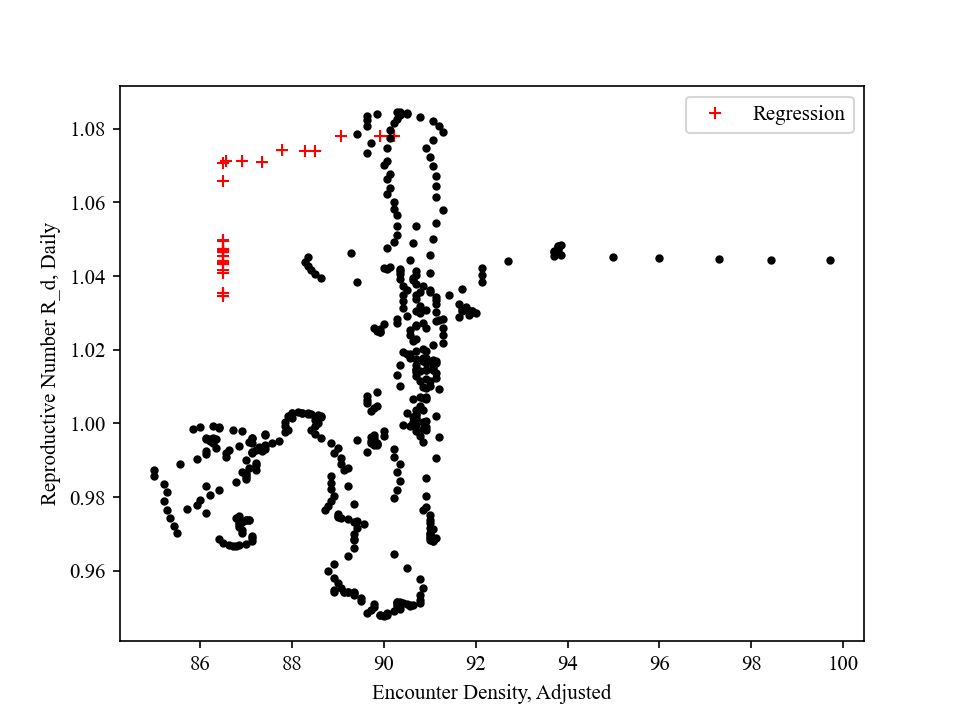 Regression
1.08
1.06
1.04
1.02
1.00
0.98
0.96
Reproductive Number R_d, Daily
86 88 90 92 94 96 98 100
Encounter Density, Adjusted